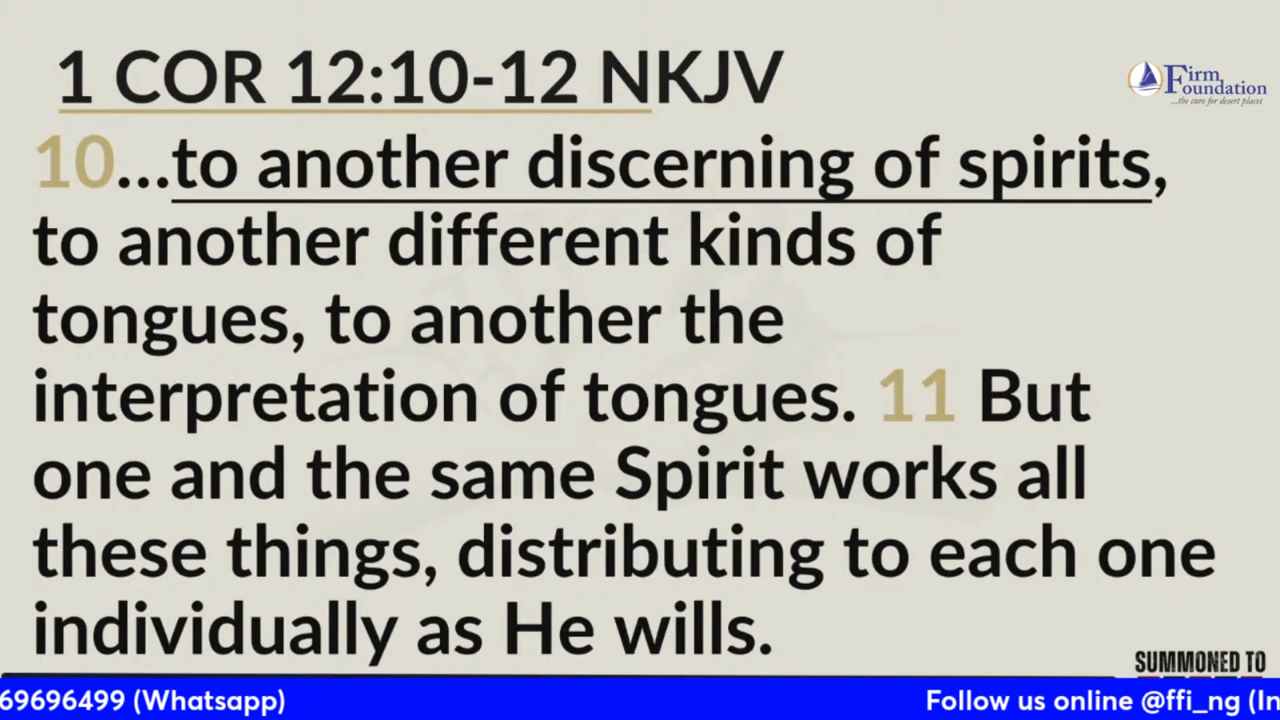 1 COR 12:10-12 NKJV
Firm
Foundation
...the cure for desert places
10...to another discerning of spirits,
to another different kinds of
tongues, to another the
interpretation of tongues. 11 But
one and the same Spirit works all
these things, distributing to each one
individually as He wills.
SUMMONED TO
69696499 (Whatsapp)
Follow us online @ffi_ng (In